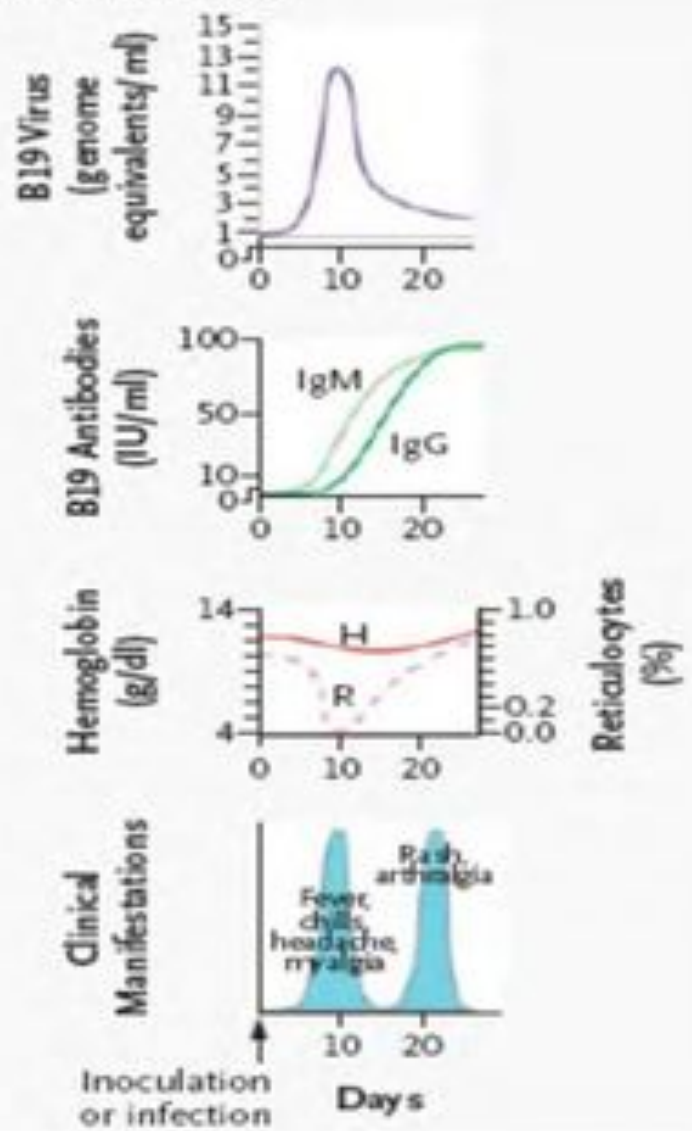 B19 Virus
(genome
equivalents/ml)
15
13
11
9
7
5
3
1
0
0 10 20
B19 Antibodies
(IU/ml)
100
50
10
0
IgM
IgG
0 10 20
Hemoglobin
(g/dl)
14
4
H
R
1.0
0.2
0.0
Reticulocytes
(%)
0 10 20
Clinical
Manifestations
Fever,
chills,
headache,
myalgia
Rash,
arthralgia
10 20
Inoculation
or infection
Days